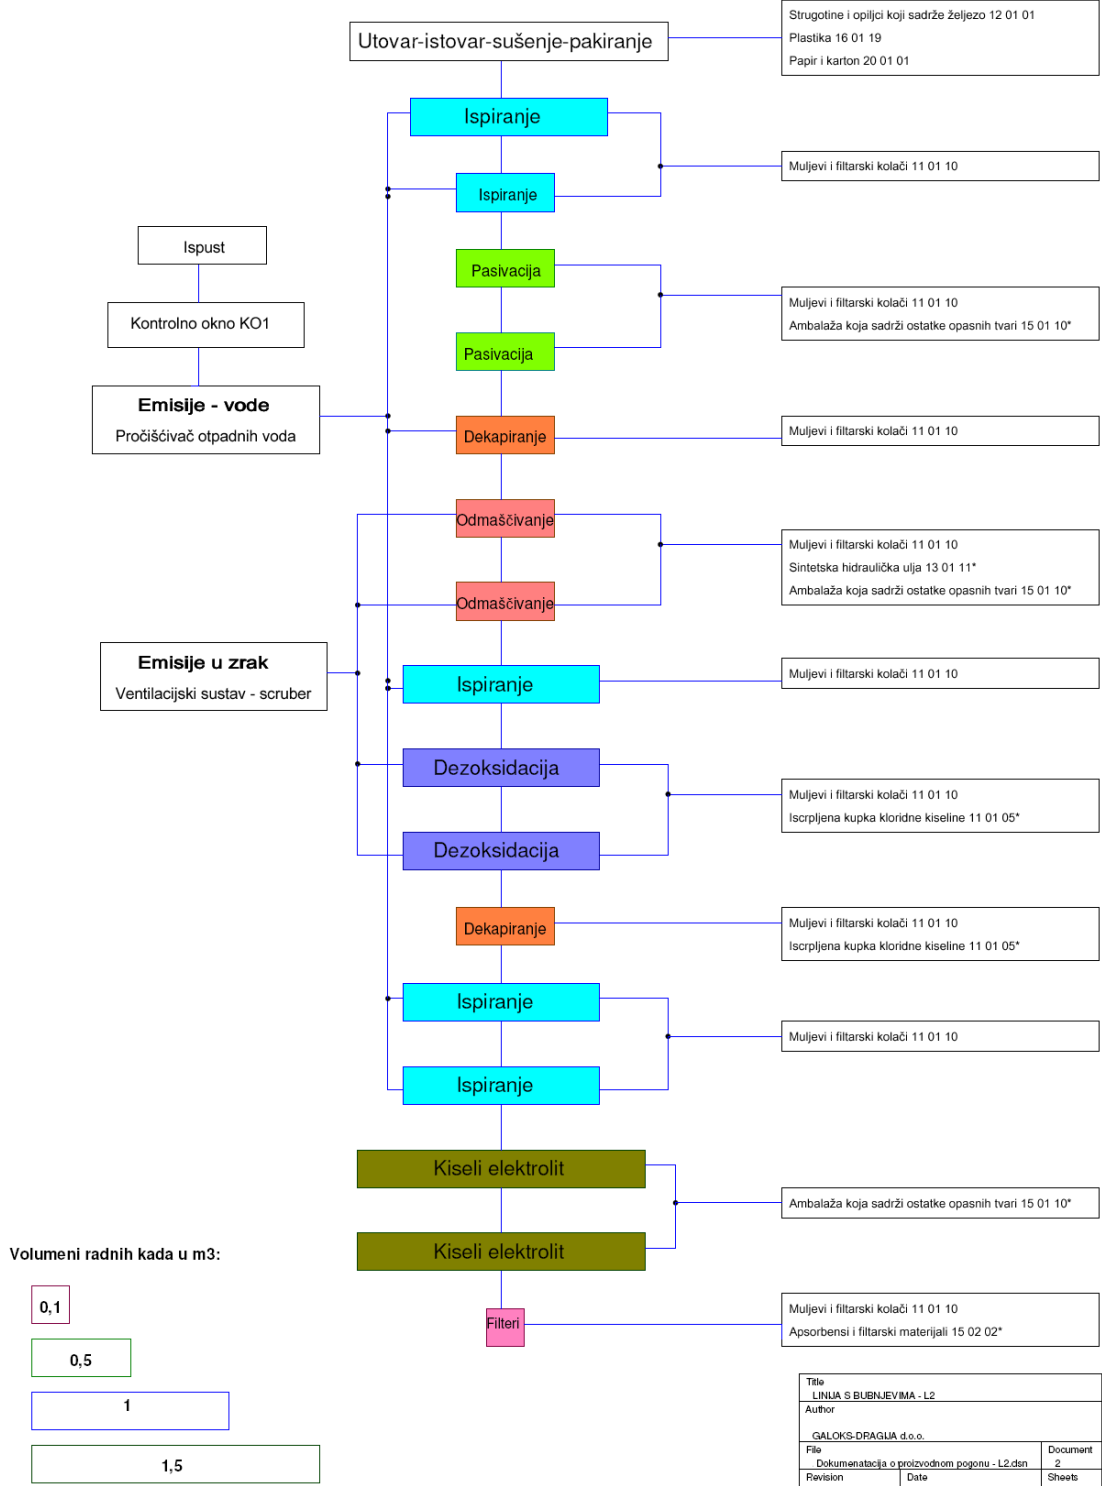 Strugotine i opiljci koji sadrže željezo 12 01 01
Plastika 16 01 19
Papir i karton 20 01 01
Utovar-istovar-sušenje-pakiranje
Ispiranje
Muljevi i filtarski kolači 11 01 10
Ispiranje
Ispust
Pasivacija
Kontrolno okno KO1
Muljevi i filtarski kolači 11 01 10
Ambalaža koja sadrži ostatke opasnih tvari 15 01 10*
Pasivacija
Emisije - vode
Pročišćivač otpadnih voda
Dekapiranje
Muljevi i filtarski kolači 11 01 10
Odmaščivanje
Muljevi i filtarski kolači 11 01 10
Sintetska hidraulička ulja 13 01 11*
Ambalaža koja sadrži ostatke opasnih tvari 15 01 10*
Odmaščivanje
Emisije u zrak
Ventilacijski sustav - scruber
Ispiranje
Muljevi i filtarski kolači 11 01 10
Dezoksidacija
Muljevi i filtarski kolači 11 01 10
Iscrpljena kupka kloridne kiseline 11 01 05*
Dezoksidacija
Dekapiranje
Muljevi i filtarski kolači 11 01 10
Iscrpljena kupka kloridne kiseline 11 01 05*
Ispiranje
Muljevi i filtarski kolači 11 01 10
Ispiranje
Kiseli elektrolit
Ambalaža koja sadrži ostatke opasnih tvari 15 01 10*
Kiseli elektrolit
Volumeni radnih kada u m3:
0,1
0,5
1
1,5
Filteri
Muljevi i filtarski kolači 11 01 10
Apsorbensi i filtarski materijali 15 02 02*
Title
LINIJA S BUBNJEVIMA - L2
Author
GALOKS-DRAGIJA d.o.o.
File
Document
Dokumenatacija o proizvodnom pogonu - L2.dsn
2
Revision
Date
Sheets